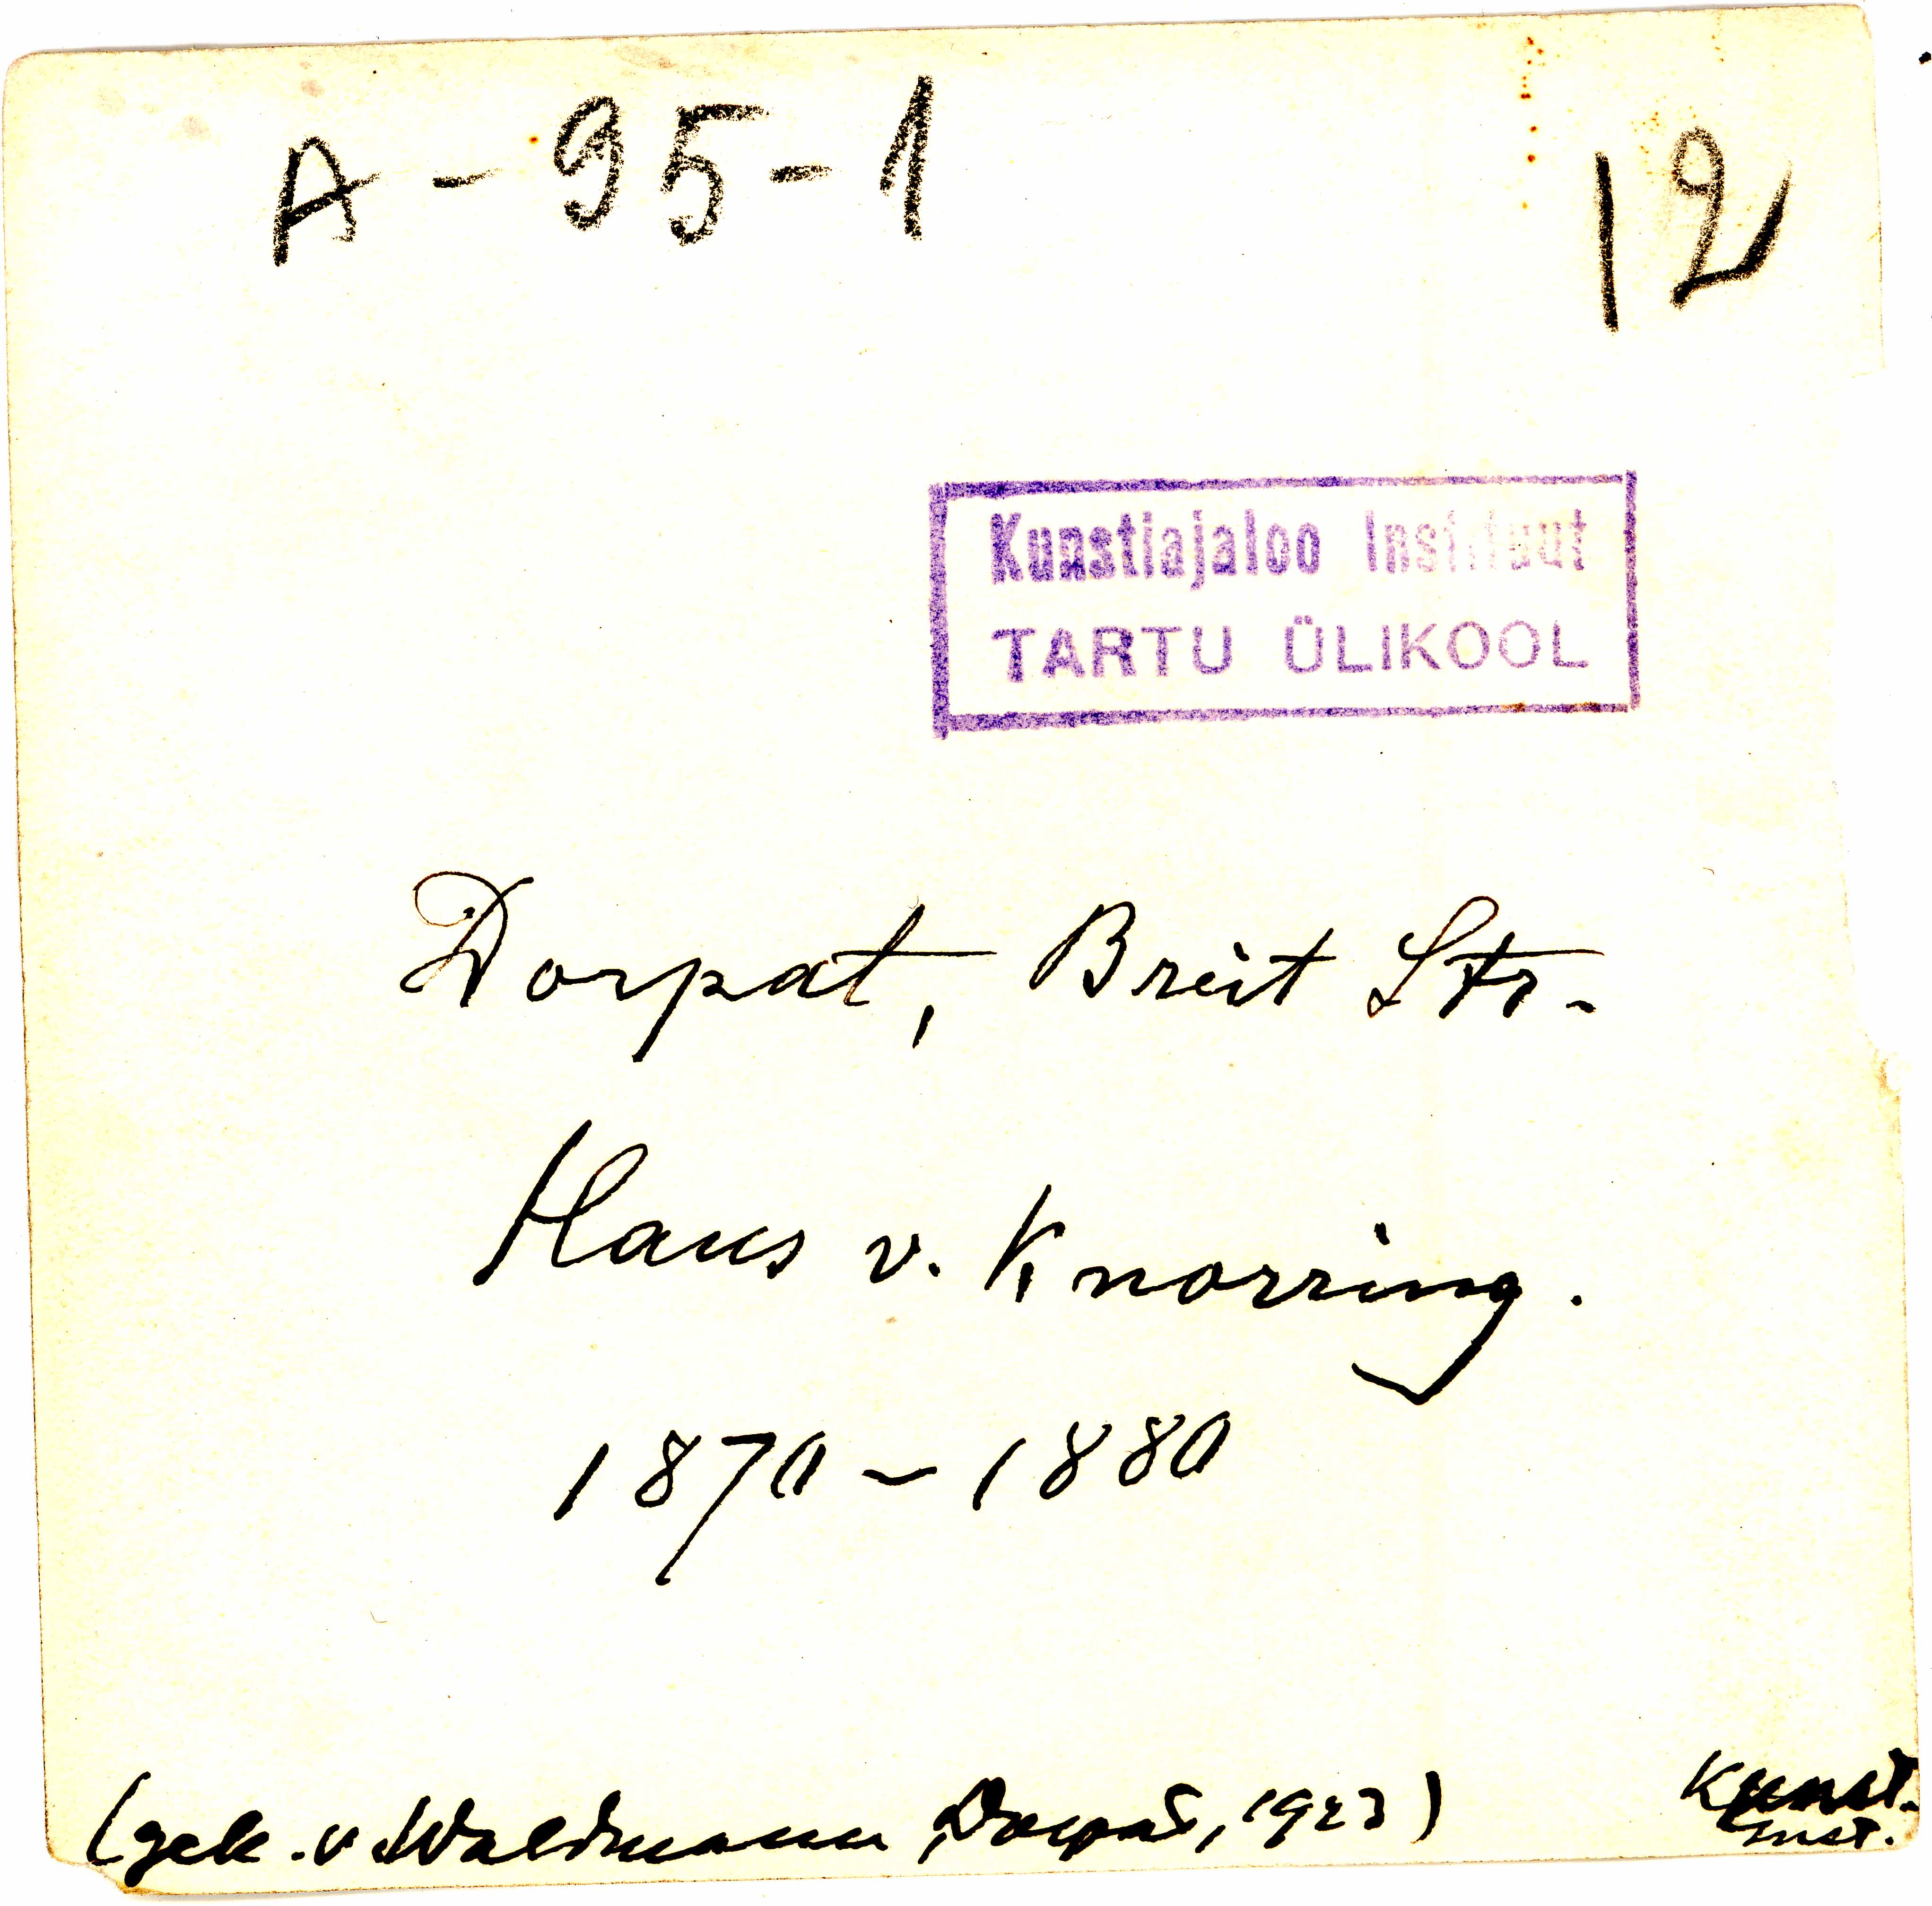 A-95-1
12
Kunstiajaloo Instituut
TARTU ÜLIKOOL
Dorpat, Breit Str.
Haus v. Knorring.
1870-1880
(gek. v Waldmann, Dorpat, 1923)
Kunst.
Inst.